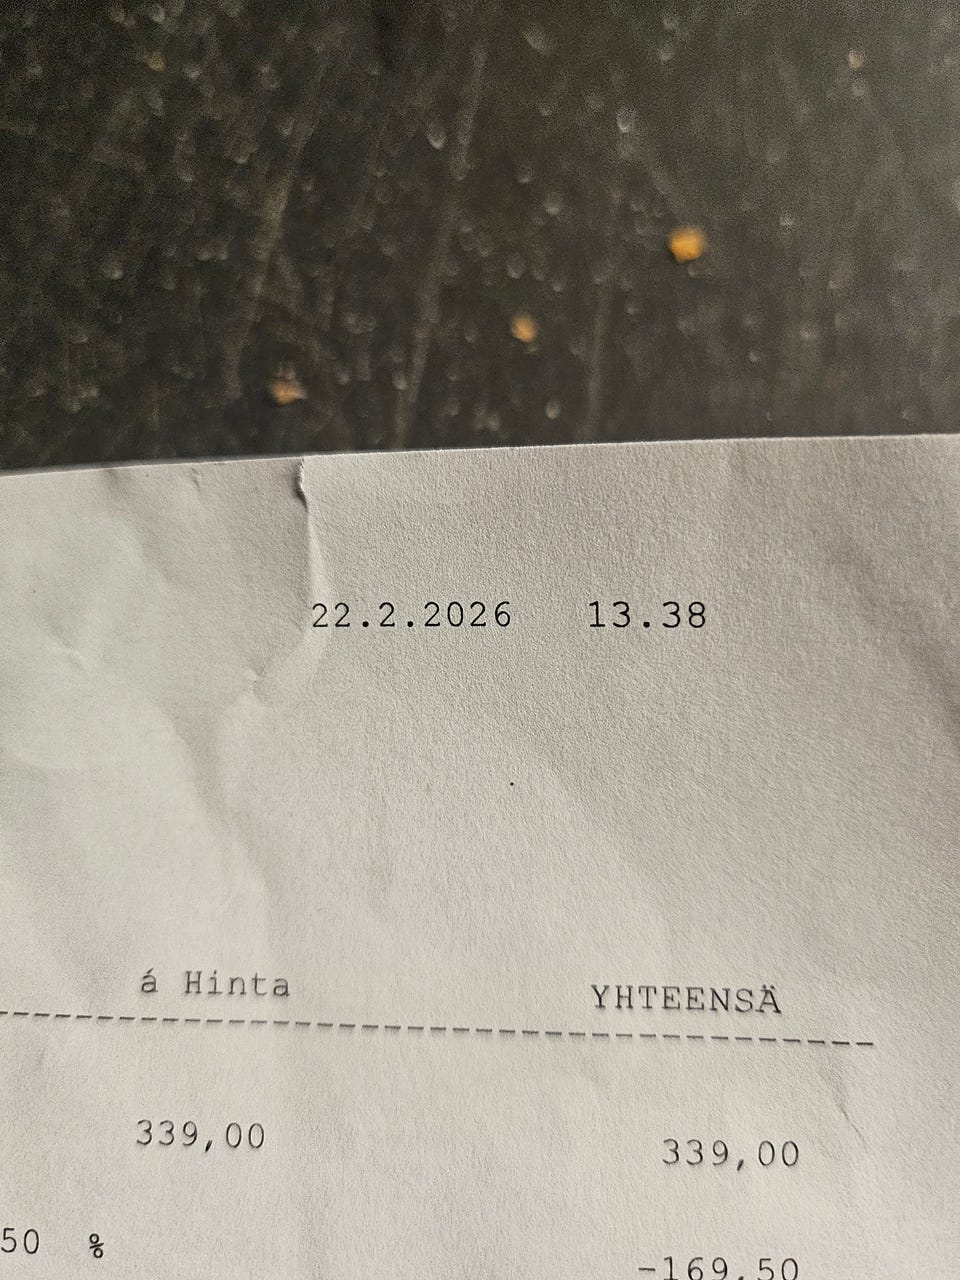 22.2.2026 13.38
á Hinta YHTEENSÄ
339,00 339,00
50 % -169,50